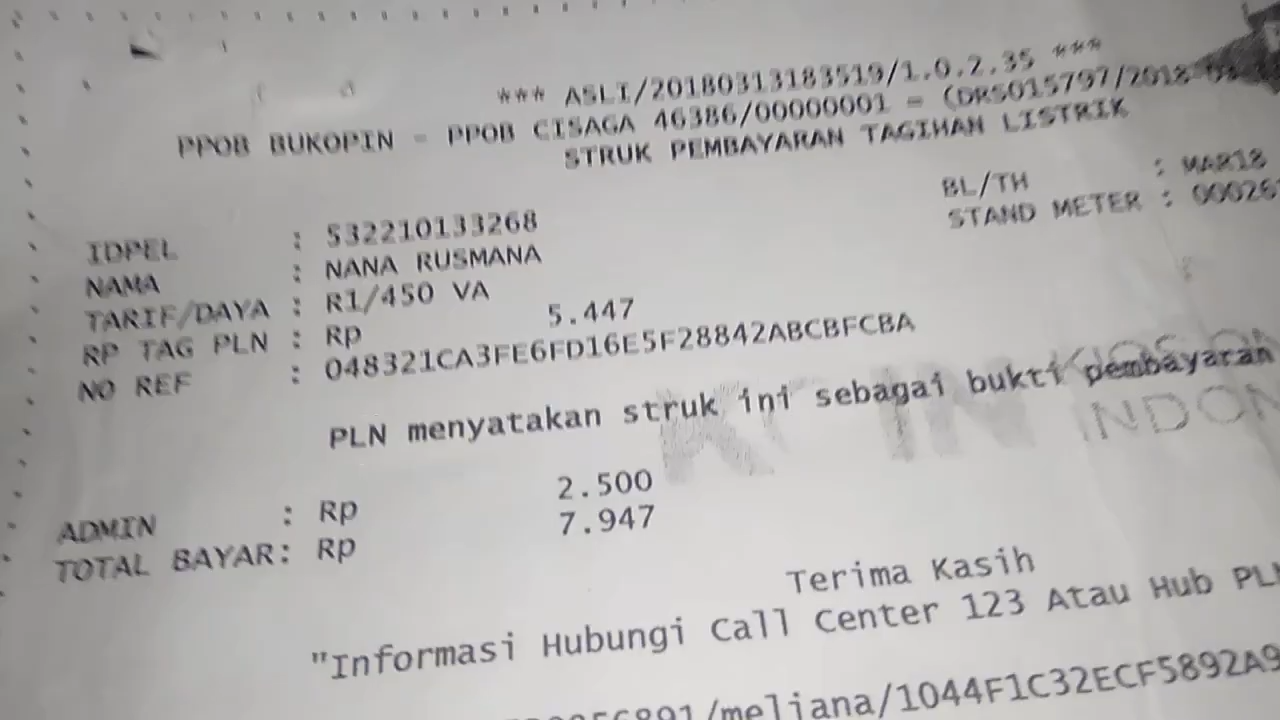 *** ASLI/20180313183519/1.0.2.35 ***
PPOB BUKOPIN - PPOB CISAGA 46386/00000001 - (DRS015797/2018
STRUK PEMBAYARAN TAGIHAN LISTRIK
BL/TH : MAR18
STAND METER : 00026
IDPEL : 532210133268
NAMA : NANA RUSMANA
TARIF/DAYA : R1/450 VA
RP TAG PLN : Rp 5.447
NO REF : 048321CA3FE6FD16E5F28842ABCBFCBA
PLN menyatakan struk ini sebagai bukti pembayaran
INDON
ADMIN : Rp 2.500
TOTAL BAYAR: Rp 7.947
Terima Kasih
"Informasi Hubungi Call Center 123 Atau Hub PLN
/meliana/1044F1C32ECF5892A9